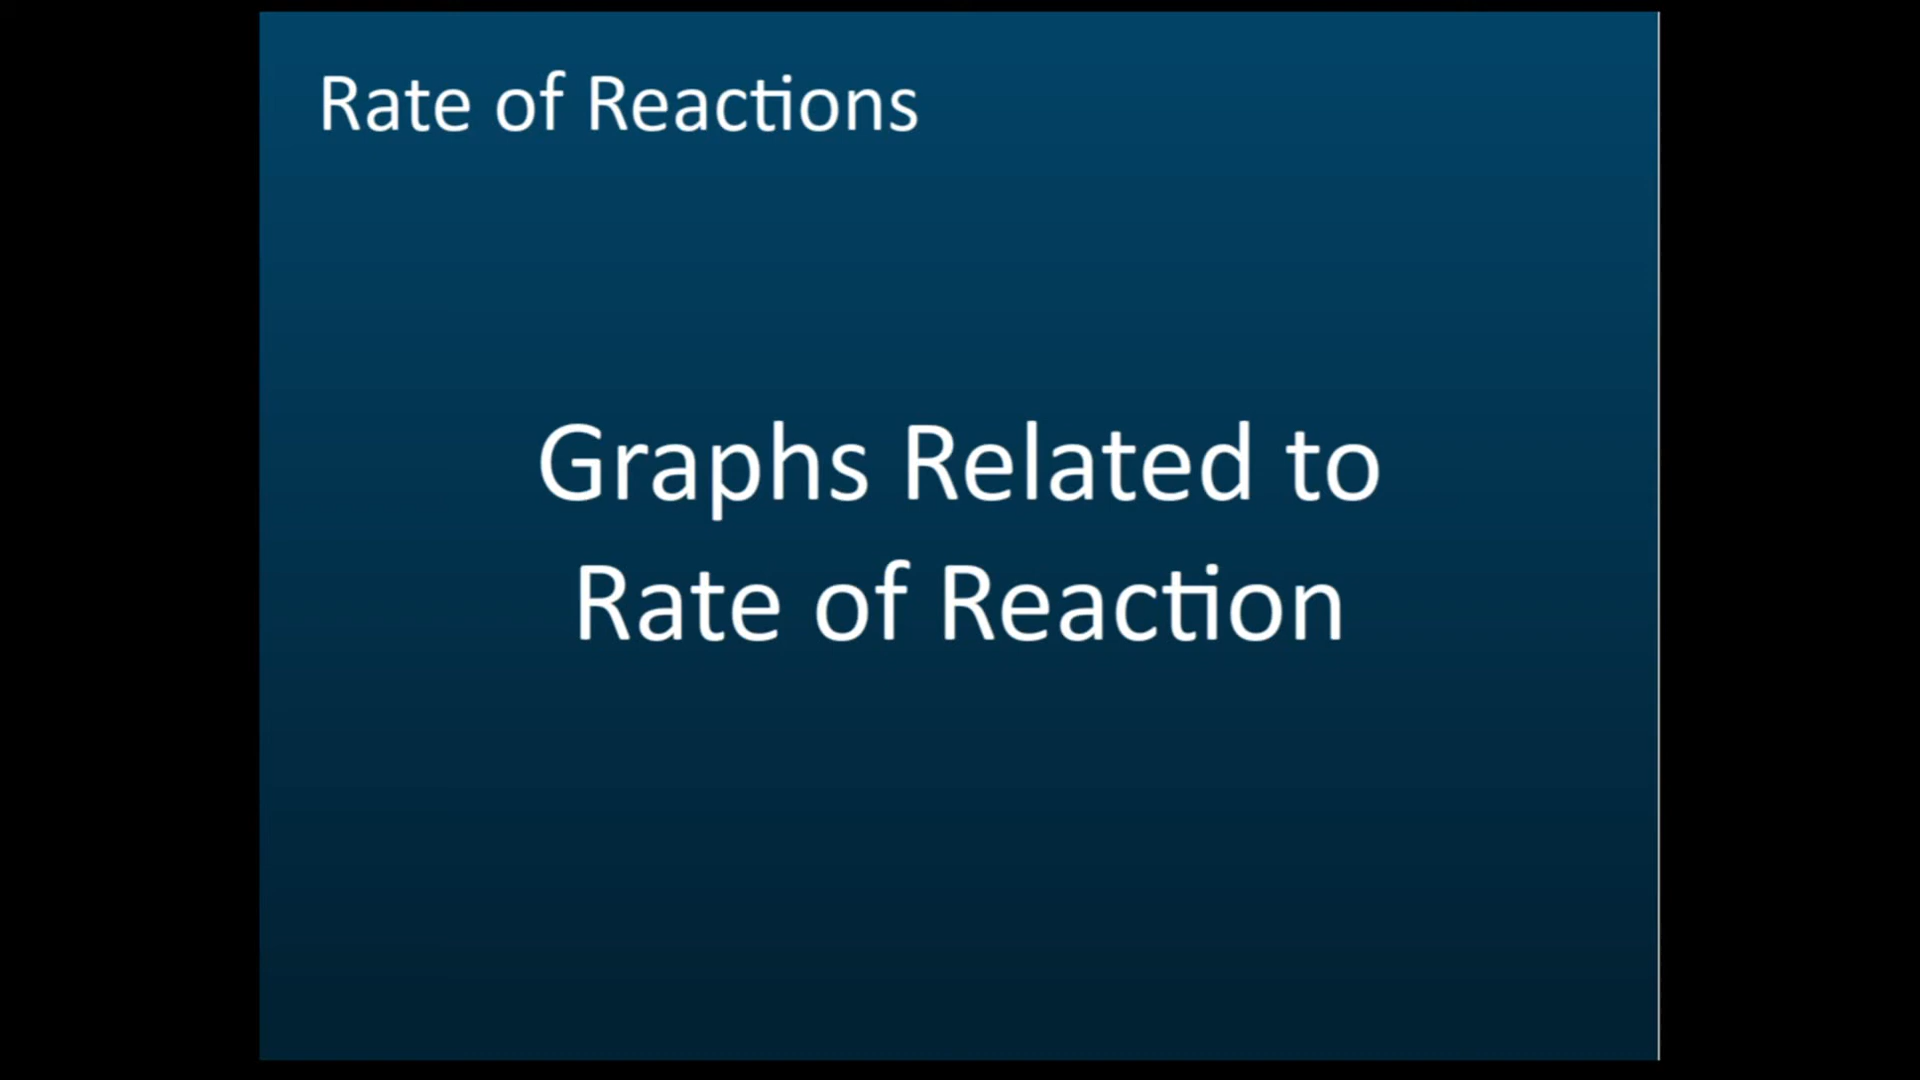 Rate of Reactions
Graphs Related to
Rate of Reaction